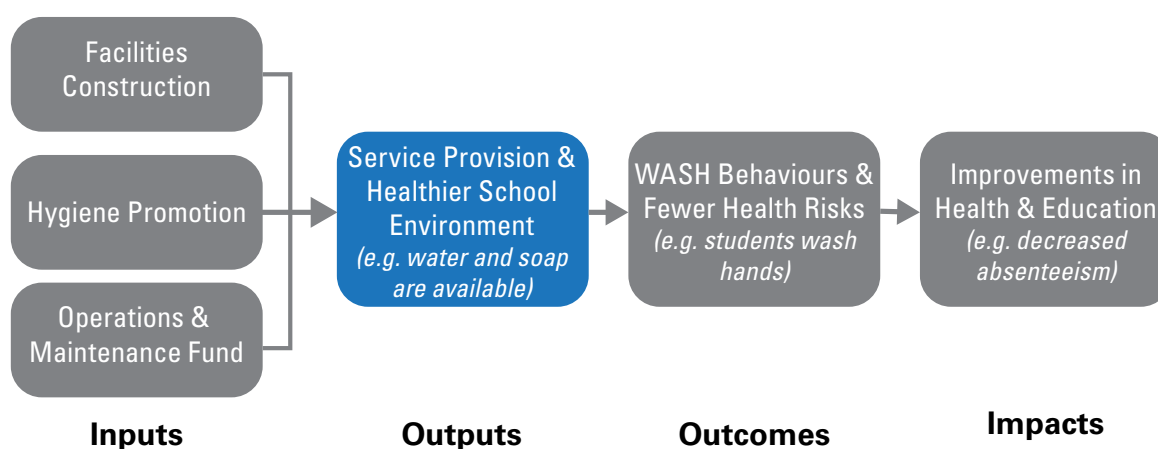 Facilities
Construction
Hygiene Promotion
Operations &
Maintenance Fund
Service Provision &
Healthier School
Environment
(e.g. water and soap
are available)
WASH Behaviours &
Fewer Health Risks
(e.g. students wash
hands)
Improvements in
Health & Education
(e.g. decreased
absenteeism)
Inputs
Outputs
Outcomes
Impacts